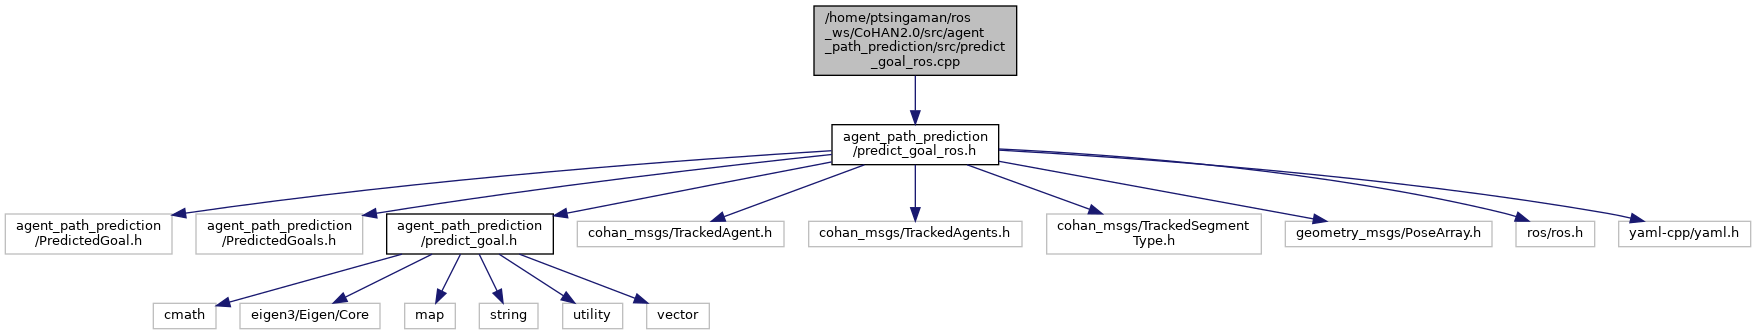 /home/ptsingaman/ros
_ws/CoHAN2.0/src/agent
_path_prediction/src/predict
_goal_ros.cpp
agent_path_prediction
/predict_goal_ros.h
agent_path_prediction
/PredictedGoal.h
agent_path_prediction
/PredictedGoals.h
agent_path_prediction
/predict_goal.h
cohan_msgs/TrackedAgent.h
cohan_msgs/TrackedAgents.h
cohan_msgs/TrackedSegment
Type.h
geometry_msgs/PoseArray.h
ros/ros.h
yaml-cpp/yaml.h
cmath
eigen3/Eigen/Core
map
string
utility
vector